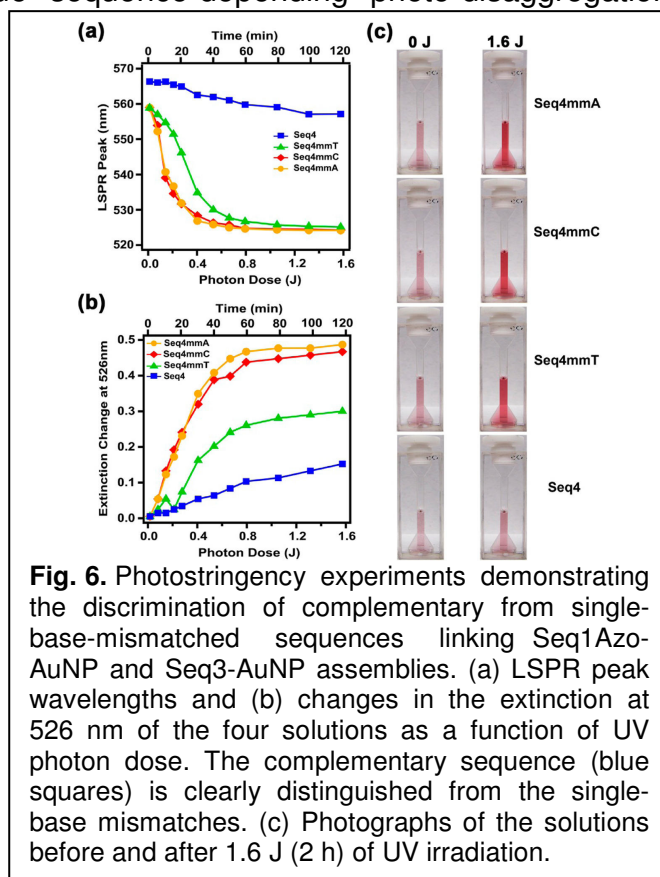 sequence-depending photo-disaggregation
(a)
Time (min)
0 20 40 60 80 100 120
570
560
550
540
530
520
LSPR Peak (nm)
Seq4
Seq4mmT
Seq4mmC
Seq4mmA
0.0 0.4 0.8 1.2 1.6
Photon Dose (J)
(b)
Time (min)
0 20 40 60 80 100 120
0.5
0.4
0.3
0.2
0.1
0.0
Extinction Change at 526nm
Seq4mmA
Seq4mmC
Seq4mmT
Seq4
0.0 0.4 0.8 1.2 1.6
Photon Dose (J)
(c)
0 J 1.6 J
Seq4mmA
Seq4mmC
Seq4mmT
Seq4
Fig. 6. Photostringency experiments demonstrating
the discrimination of complementary from single-
base-mismatched sequences linking Seq1Azo-
AuNP and Seq3-AuNP assemblies. (a) LSPR peak
wavelengths and (b) changes in the extinction at
526 nm of the four solutions as a function of UV
photon dose. The complementary sequence (blue
squares) is clearly distinguished from the single-
base mismatches. (c) Photographs of the solutions
before and after 1.6 J (2 h) of UV irradiation.